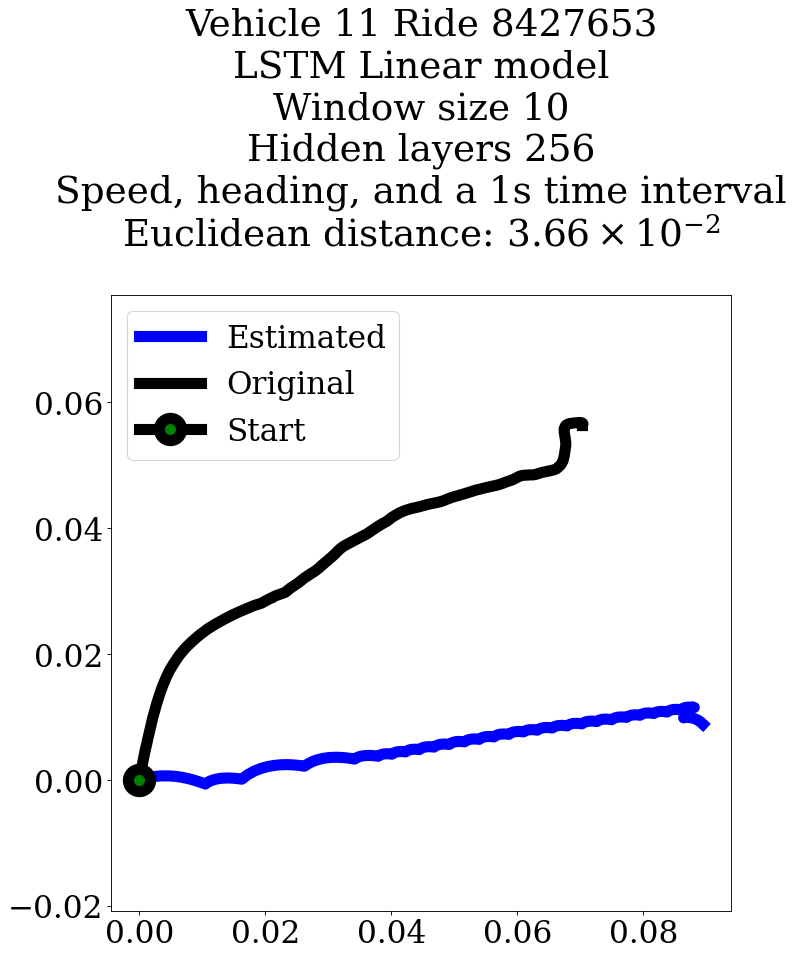 Vehicle 11 Ride 8427653
LSTM Linear model
Window size 10
Hidden layers 256
Speed, heading, and a 1s time interval
Euclidean distance: 3.66 × 10⁻²
Estimated
Original
Start
0.06
0.04
0.02
0.00
−0.02
0.00 0.02 0.04 0.06 0.08